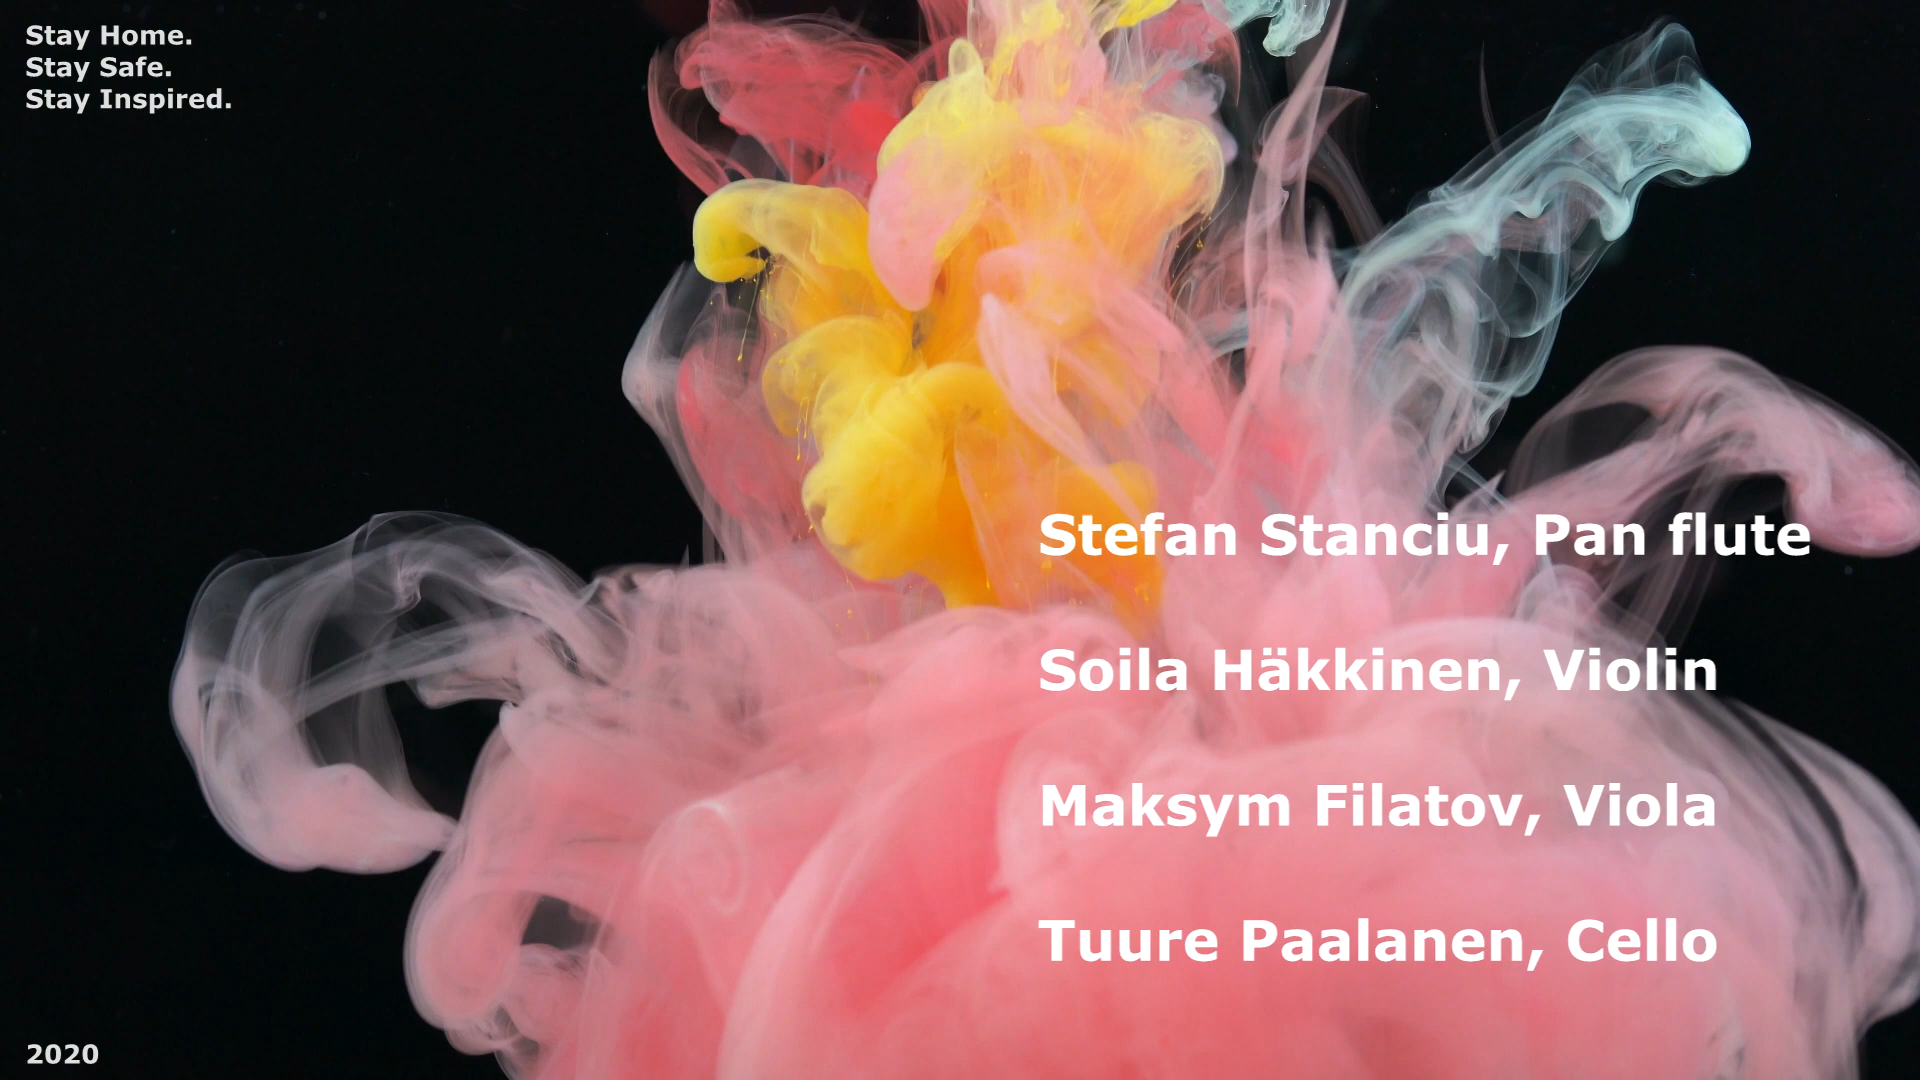 Stay Home.
Stay Safe.
Stay Inspired.
Stefan Stanciu, Pan flute
Soila Häkkinen, Violin
Maksym Filatov, Viola
Tuure Paalanen, Cello
2020